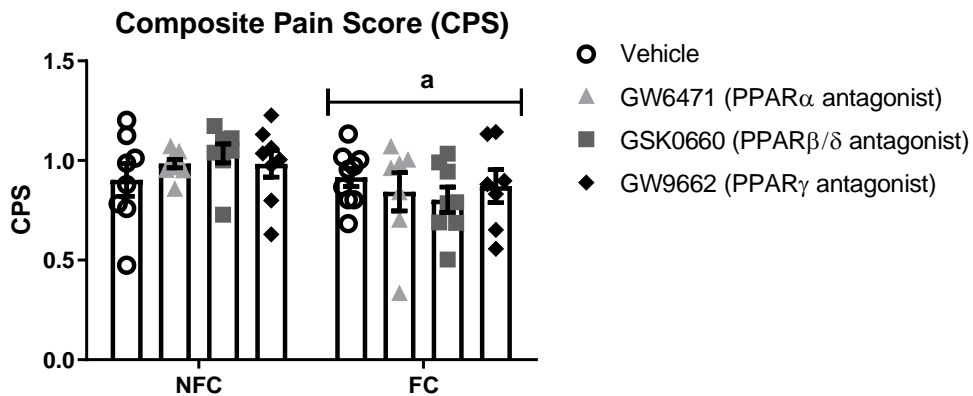 Composite Pain Score (CPS)
1.5
1.0
0.5
0.0
CPS
a
NFC
FC
Vehicle
GW6471 (PPARα antagonist)
GSK0660 (PPARβ/δ antagonist)
GW9662 (PPARγ antagonist)